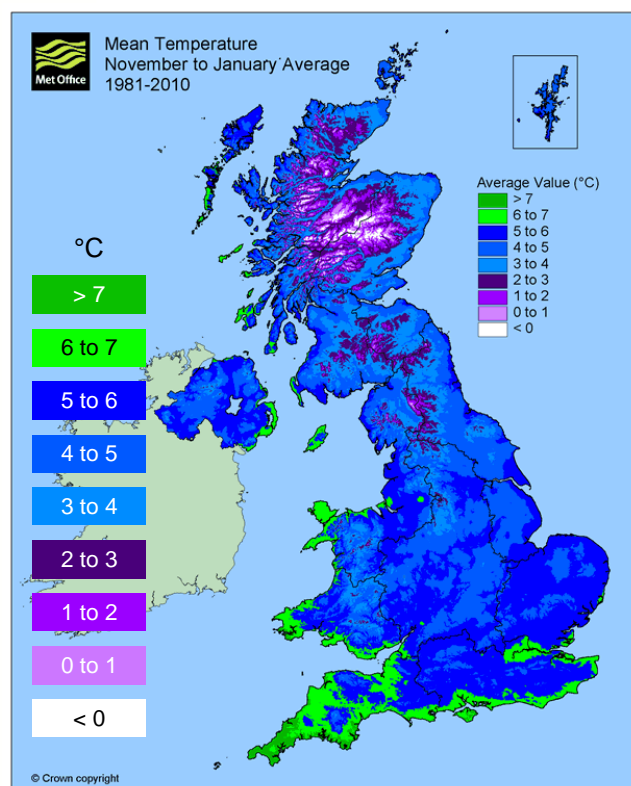 Met Office
Mean Temperature
November to January Average
1981-2010
Average Value (°C)
> 7
6 to 7
5 to 6
4 to 5
3 to 4
2 to 3
1 to 2
0 to 1
< 0
°C
> 7
6 to 7
5 to 6
4 to 5
3 to 4
2 to 3
1 to 2
0 to 1
< 0
© Crown copyright